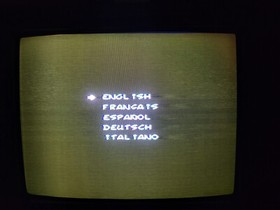 ENGLISH
FRANCAIS
ESPAÑOL
DEUTSCH
ITALIANO